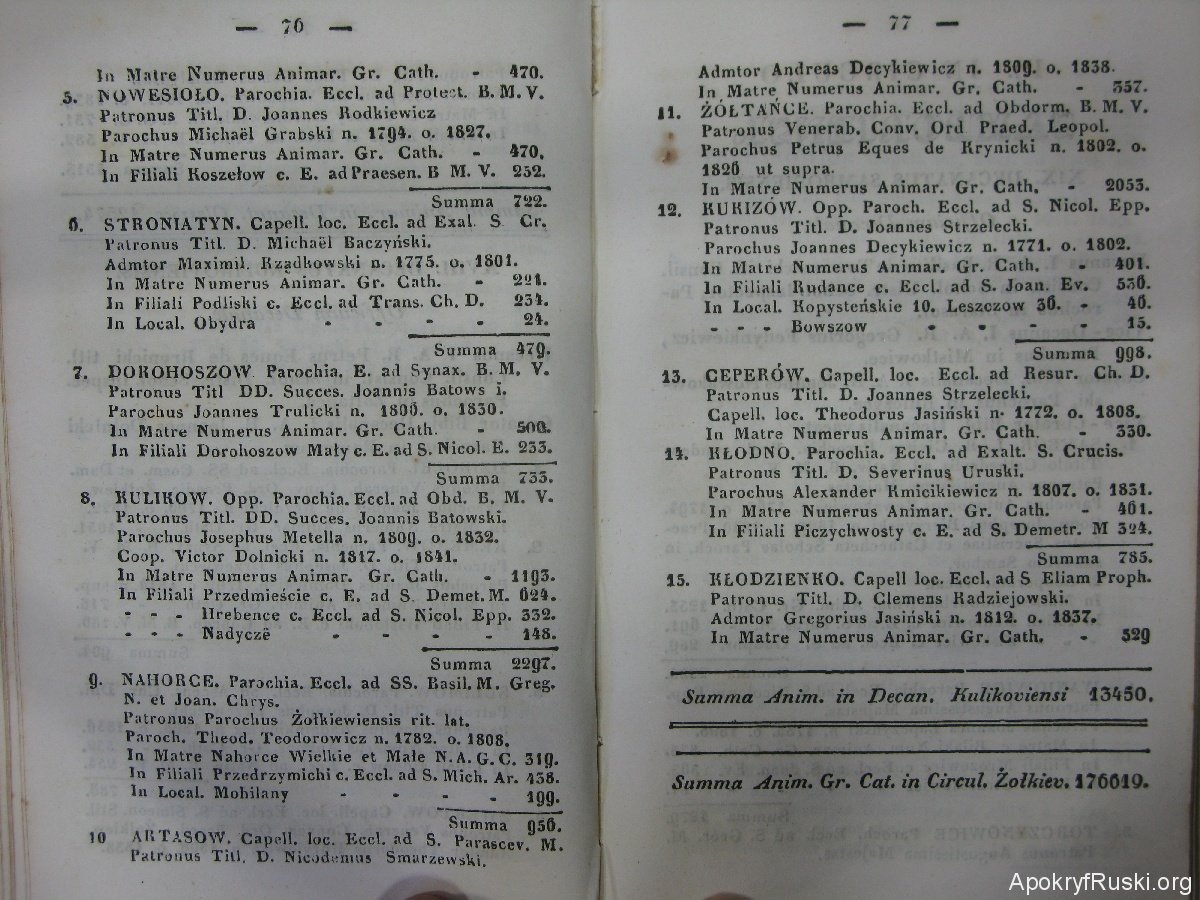 — 76 —
In Matre Numerus Animar. Gr. Cath. - 470.
5. NOWESIOŁO. Parochia. Eccl. ad Protect. B. M. V.
Patronus Titl. D. Joannes Rodkiewicz
Parochus Michaël Grabski n. 1794. o. 1827.
In Matre Numerus Animar. Gr. Cath. - 470.
In Filiali Koszełow c. E. ad Praesen. B M. V. 252.
Summa 722.
6. STRONIATYN. Capell. loc. Eccl. ad Exal. S Cr.
Patronus Titl. D. Michaël Baczyński.
Admtor Maximil. Rządkowski n. 1775. o. 1801.
In Matre Numerus Animar. Gr. Cath. - 221.
In Filiali Podliski c. Eccl. ad Trans. Ch. D. 234.
In Local. Obydra - - - - 24.
Summa 479.
7. DOROHOSZOW. Parochia. E. ad Synax. B. M. V.
Patronus Titl DD. Succes. Joannis Batows i.
Parochus Joannes Trulicki n. 1806. o. 1830.
In Matre Numerus Animar. Gr. Cath. - 500.
In Filiali Dorohoszow Mały c. E. ad S. Nicol. E. 233.
Summa 733.
8. KULIKOW. Opp. Parochia. Eccl. ad Obd. B. M. V.
Patronus Titl. DD. Succes. Joannis Batowski.
Parochus Josephus Metella n. 1809. o. 1832.
Coop. Victor Dolnicki n. 1817. o. 1841.
In Matre Numerus Animar. Gr. Cath. - 1193.
In Filiali Przedmieście c. E. ad S. Demet. M. 624.
- - - Hrebence c. Eccl. ad S. Nicol. Epp. 332.
- - - Nadyczë - - - - 148.
Summa 2297.
9. NAHORCE. Parochia. Eccl. ad SS. Basil. M. Greg.
N. et Joan. Chrys.
Patronus Parochus Żołkiewiensis rit. lat.
Paroch. Theod. Teodorowicz n. 1782. o. 1808.
In Matre Nahorce Wielkie et Małe N. A. G. C. 319.
In Filiali Przedrzymichi c. Eccl. ad S. Mich. Ar. 438.
In Local. Mohilany - - - - 199.
Summa 956.
10 ARTASOW. Capell. loc. Eccl. ad S. Parascev. M.
Patronus Titl. D. Nicodemus Smarzewski.
— 77 —
Admtor Andreas Decykiewicz n. 1809. o. 1838.
In Matre Numerus Animar. Gr. Cath. - 357.
11. ŻÓŁTAŃCE. Parochia. Eccl. ad Obdorm. B. M. V.
Patronus Venerab. Conv. Ord Praed. Leopol.
Parochus Petrus Eques de Krynicki n. 1802. o.
1826 ut supra.
In Matre Numerus Animar. Gr. Cath. - 2053.
12. KUKIZÓW. Opp. Paroch. Eccl. ad S. Nicol. Epp.
Patronus Titl. D. Joannes Strzelecki.
Parochus Joannes Decykiewicz n. 1771. o. 1802.
In Matre Numerus Animar. Gr. Cath. - 401.
In Filiali Rudance c. Eccl. ad S. Joan. Ev. 536.
In Local. Kopysteńskie 10. Leszczow 36. - 46.
- - - Bowszow - - - - 15.
Summa 998.
13. CEPERÓW. Capell. loc. Eccl. ad Resur. Ch. D.
Patronus Titl. D. Joannes Strzelecki.
Capell. loc. Theodorus Jasiński n. 1772. o. 1808.
In Matre Numerus Animar. Gr. Cath. - 330.
14. KŁODNO. Parochia. Eccl. ad Exalt. S. Crucis.
Patronus Titl. D. Severinus Uruski.
Parochus Alexander Kmicikiewicz n. 1807. o. 1831.
In Matre Numerus Animar. Gr. Cath. - 461.
In Filiali Piczychwosty c. E. ad S. Demetr. M 324.
Summa 785.
15. KŁODZIENKO. Capell loc. Eccl. ad S Eliam Proph.
Patronus Titl. D. Clemens Radziejowski.
Admtor Gregorius Jasiński n. 1812. o. 1837.
In Matre Numerus Animar. Gr. Cath. - 329
Summa Anim. in Decan. Kulikoviensi 13450.
Summa Anim. Gr. Cat. in Circul. Żołkiev. 176619.
ApokryfRuski.org